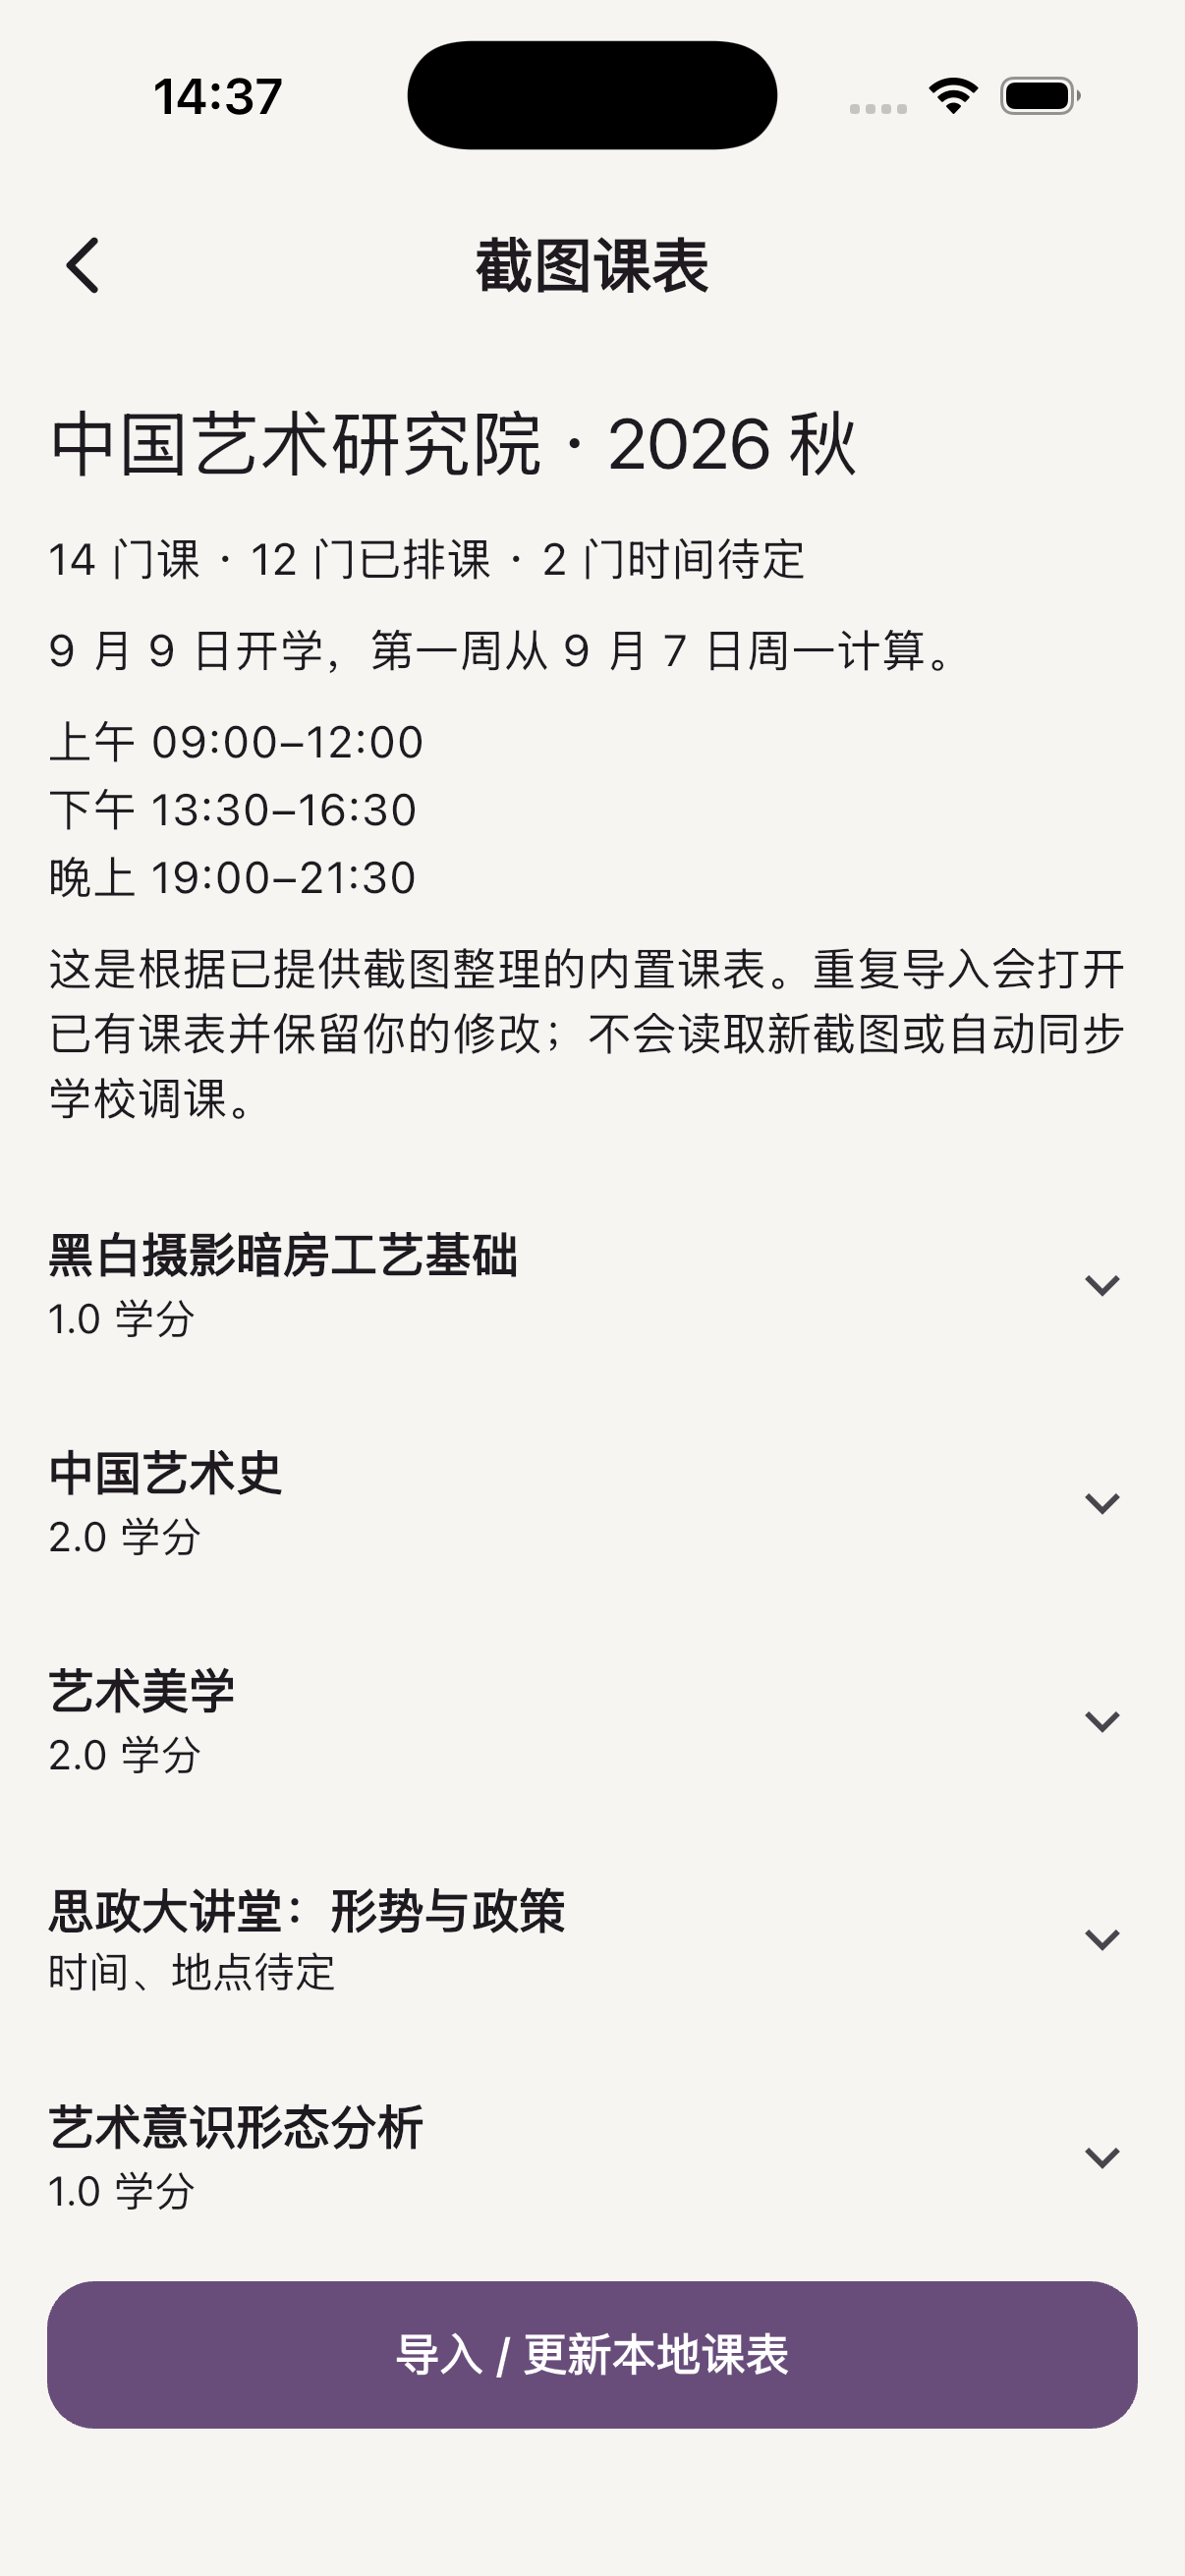 14:37
截图课表
中国艺术研究院 · 2026 秋
14 门课 · 12 门已排课 · 2 门时间待定
9 月 9 日开学，第一周从 9 月 7 日周一计算。
上午 09:00–12:00
下午 13:30–16:30
晚上 19:00–21:30
这是根据已提供截图整理的内置课表。重复导入会打开
已有课表并保留你的修改；不会读取新截图或自动同步
学校调课。
黑白摄影暗房工艺基础
1.0 学分
中国艺术史
2.0 学分
艺术美学
2.0 学分
思政大讲堂：形势与政策
时间、地点待定
艺术意识形态分析
1.0 学分
导入 / 更新本地课表